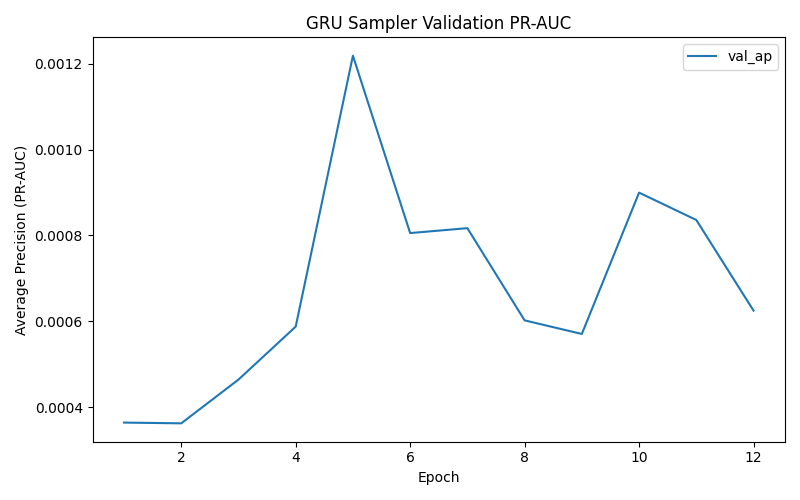 GRU Sampler Validation PR-AUC
val_ap
0.0012
0.0010
0.0008
0.0006
0.0004
Average Precision (PR-AUC)
2 4 6 8 10 12
Epoch